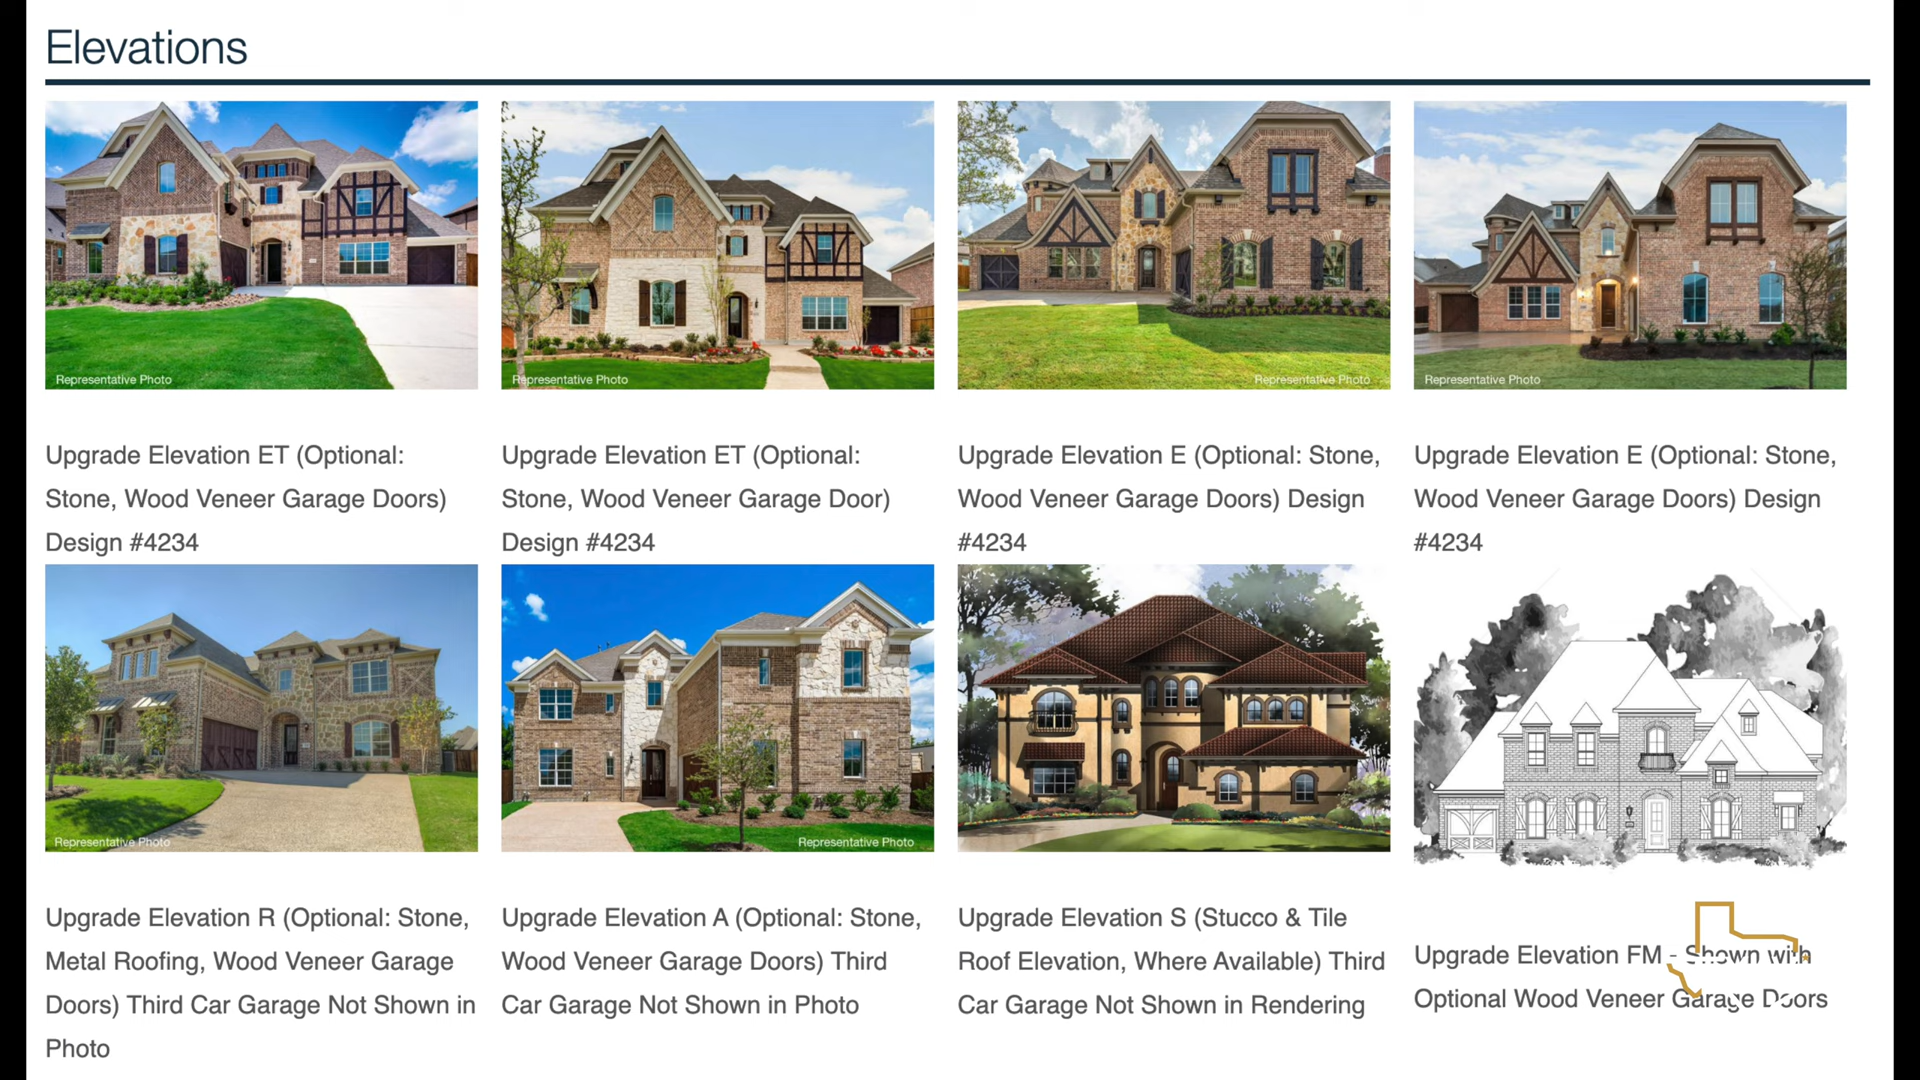 Elevations
Representative Photo
Representative Photo
Representative Photo
Representative Photo
Upgrade Elevation ET (Optional:
Stone, Wood Veneer Garage Doors)
Design #4234
Upgrade Elevation ET (Optional:
Stone, Wood Veneer Garage Door)
Design #4234
Upgrade Elevation E (Optional: Stone,
Wood Veneer Garage Doors) Design
#4234
Upgrade Elevation E (Optional: Stone,
Wood Veneer Garage Doors) Design
#4234
Representative Photo
Representative Photo
Upgrade Elevation R (Optional: Stone,
Metal Roofing, Wood Veneer Garage
Doors) Third Car Garage Not Shown in
Photo
Upgrade Elevation A (Optional: Stone,
Wood Veneer Garage Doors) Third
Car Garage Not Shown in Photo
Upgrade Elevation S (Stucco & Tile
Roof Elevation, Where Available) Third
Car Garage Not Shown in Rendering
Upgrade Elevation FM - Shown with
Optional Wood Veneer Garage Doors